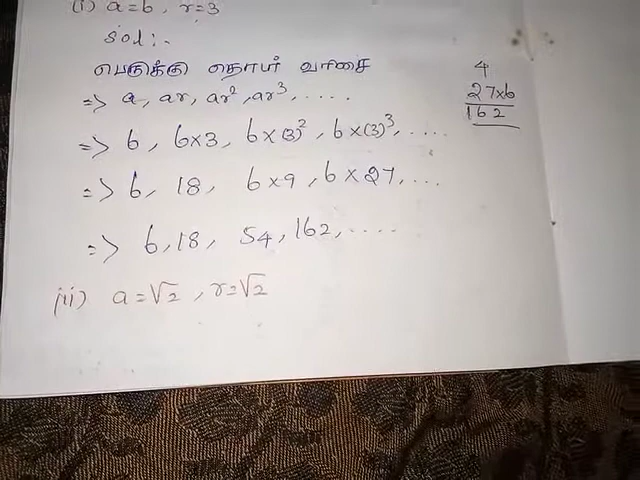 (i) a=6, r=3
sol:-
பெருக்கு தொடர் வரிசை
=> a, ar, ar², ar³, ....
=> 6, 6×3, 6×(3)², 6×(3)³, ....
=> 6, 18, 6×9, 6×27, ...
=> 6, 18, 54, 162, ....
(ii) a=√2, r=√2
4
27×6
162